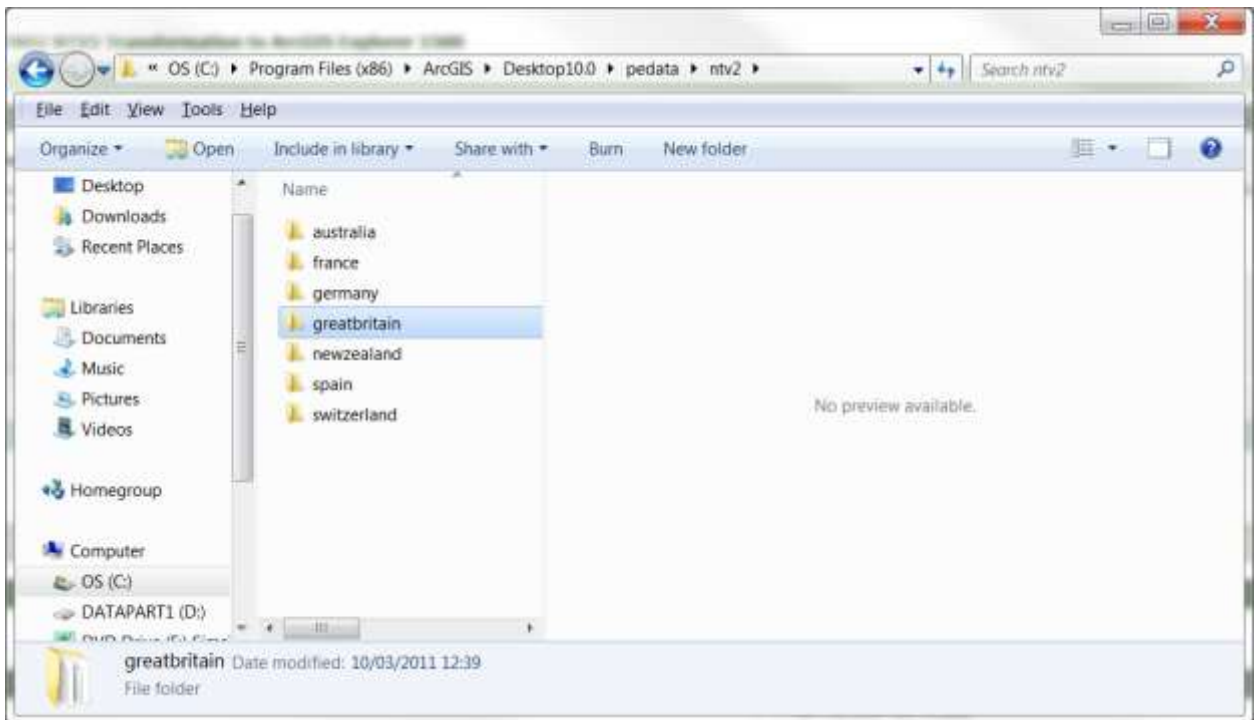 « OS (C:) ▸ Program Files (x86) ▸ ArcGIS ▸ Desktop10.0 ▸ pedata ▸ ntv2 ▸ Search ntv2
File Edit View Tools Help
Organize Open Include in library Share with Burn New folder
Desktop
Downloads
Recent Places
Libraries
Documents
Music
Pictures
Videos
Homegroup
Computer
OS (C:)
DATAPART1 (D:)
Name
australia
france
germany
greatbritain
newzealand
spain
switzerland
No preview available.
greatbritain Date modified: 10/03/2011 12:39
File folder